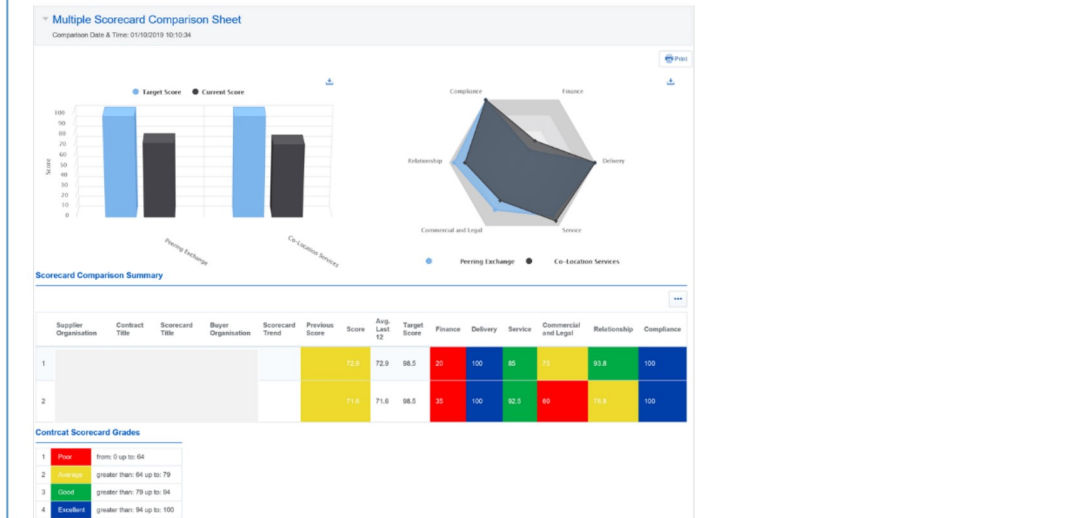 Multiple Scorecard Comparison Sheet
Comparison Date & Time: 01/10/2019 10:10:34
Print
Target Score Current Score
100
90
80
70
60
50
40
30
20
10
0
Score
Peering Exchange
Co-Location Services
Compliance Finance
Relationship Delivery
Commercial and Legal Service
Peering Exchange Co-Location Services
Scorecard Comparison Summary
Supplier Organisation Contract Title Scorecard Title Buyer Organisation Scorecard Trend Previous Score Score Avg. Last 12 Target Score Finance Delivery Service Commercial and Legal Relationship Compliance
1 72.9 72.9 98.5 20 100 85 75 93.8 100
2 71.6 71.6 98.5 35 100 92.5 60 100
Contrcat Scorecard Grades
1 Poor from: 0 up to: 64
2 Average greater than: 64 up to: 79
3 Good greater than: 79 up to: 94
4 Excellent greater than: 94 up to: 100